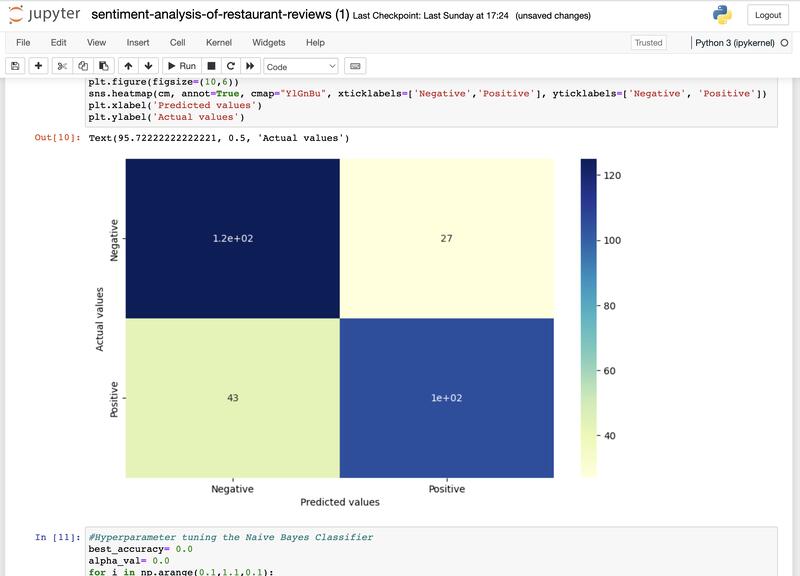 jupyter sentiment-analysis-of-restaurant-reviews (1) Last Checkpoint: Last Sunday at 17:24 (unsaved changes)
Logout
File Edit View Insert Cell Kernel Widgets Help
Trusted
Python 3 (ipykernel)
Run
Code
plt.figure(figsize=(10,6))
sns.heatmap(cm, annot=True, cmap="YlGnBu", xticklabels=['Negative','Positive'], yticklabels=['Negative', 'Positive'])
plt.xlabel('Predicted values')
plt.ylabel('Actual values')
Out[10]: Text(95.72222222222221, 0.5, 'Actual values')
Actual values
Negative
1.2e+02
27
Positive
43
1e+02
Negative
Positive
Predicted values
120
100
80
60
40
In [11]: #Hyperparameter tuning the Naive Bayes Classifier
best_accuracy= 0.0
alpha_val= 0.0
for i in np.arange(0.1,1.1,0.1):